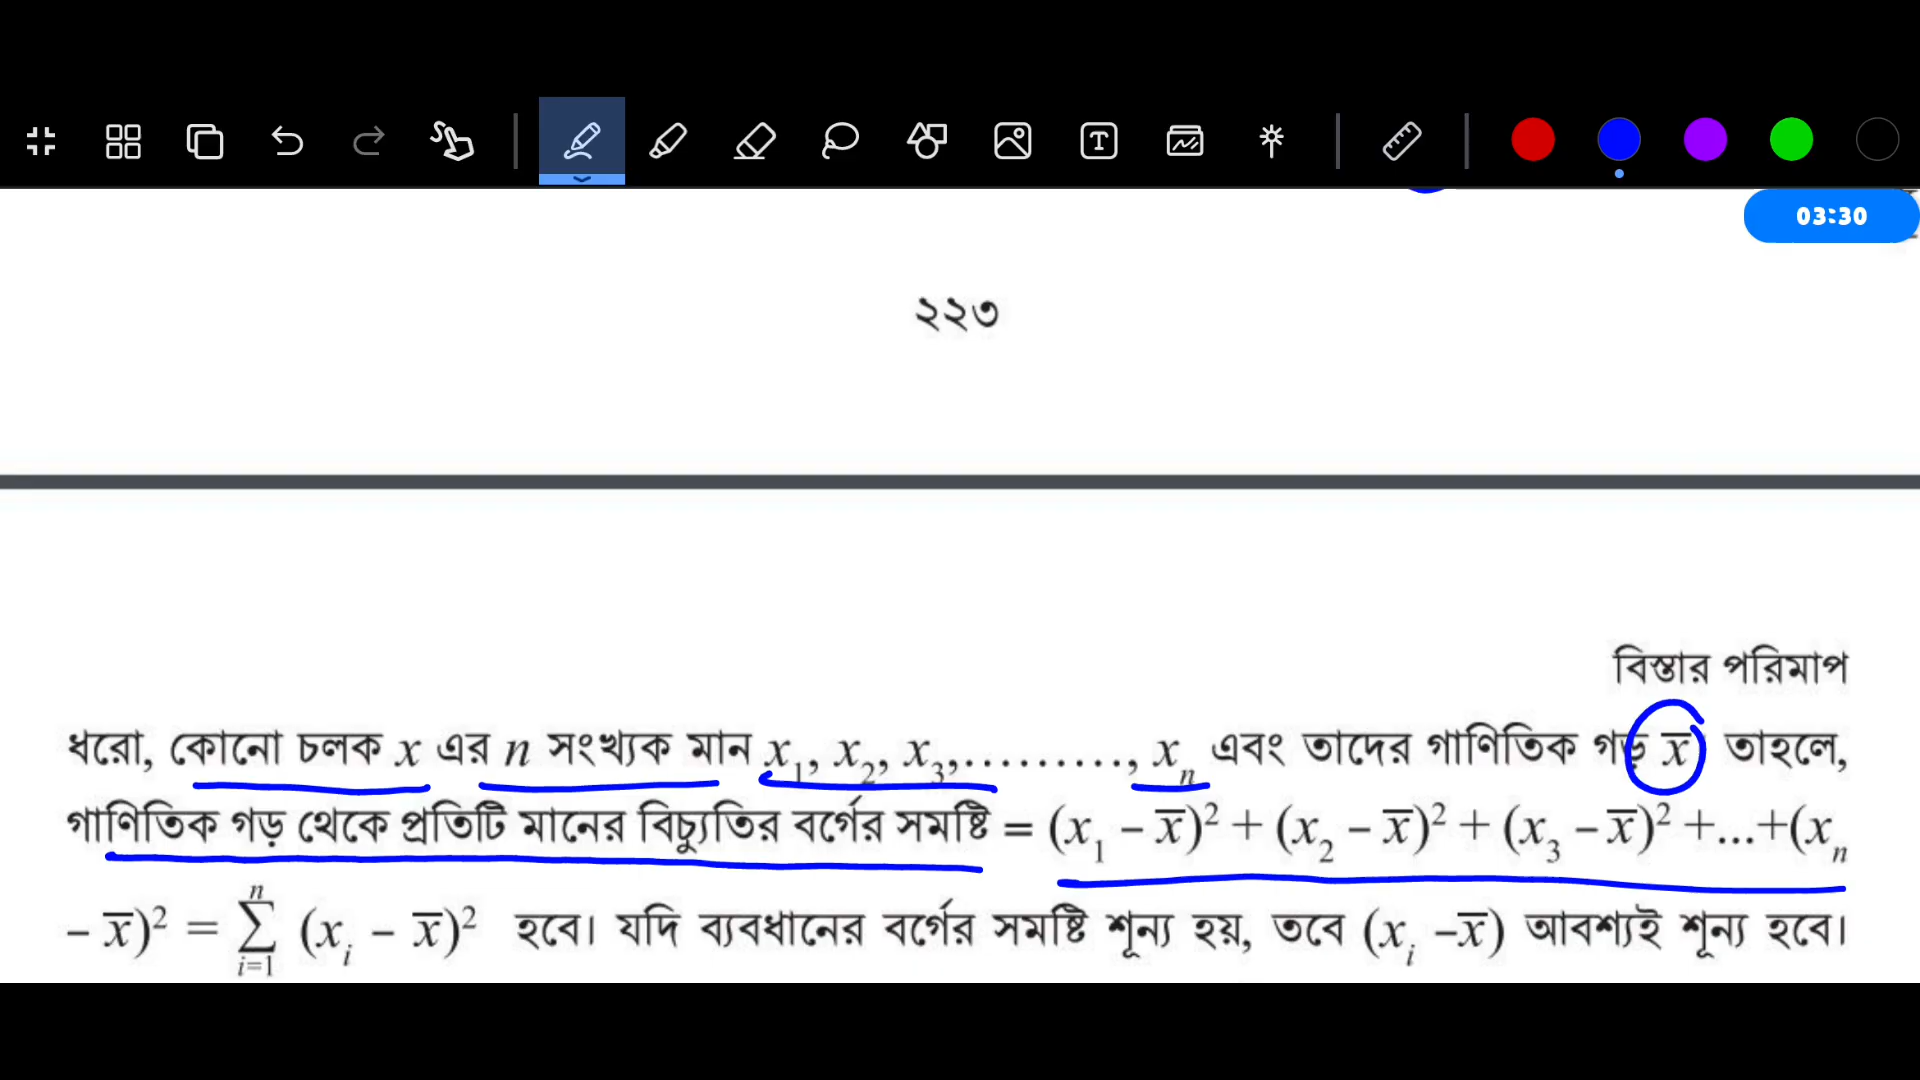 03:30
২২৩
বিস্তার পরিমাপ
ধরো, কোনো চলক x এর n সংখ্যক মান x₁, x₂, x₃,........., xₙ এবং তাদের গাণিতিক গড় x̅ তাহলে,
গাণিতিক গড় থেকে প্রতিটি মানের বিচ্যুতির বর্গের সমষ্টি = (x₁ – x̅)² + (x₂ – x̅)² + (x₃ – x̅)² +...+(xₙ
– x̅)² = ∑ⁿᵢ₌₁ (xᵢ – x̅)² হবে। যদি ব্যবধানের বর্গের সমষ্টি শূন্য হয়, তবে (xᵢ –x̅) আবশ্যই শূন্য হবে।